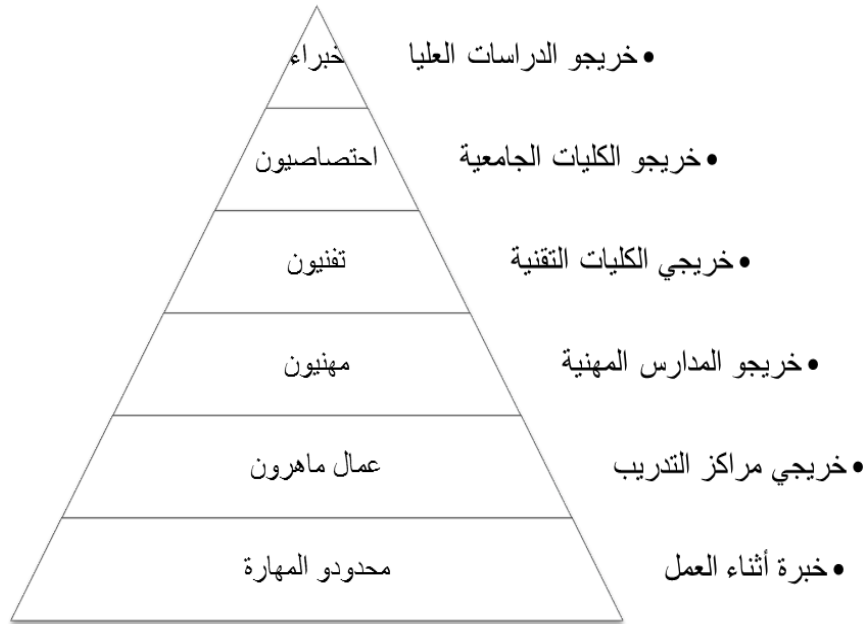 خبراء
• خريجو الدراسات العليا
احتصاصيون
• خريجو الكليات الجامعية
تفنيون
• خريجي الكليات التقنية
مهنيون
• خريجو المدارس المهنية
عمال ماهرون
• خريجي مراكز التدريب
محدودو المهارة
• خبرة أثناء العمل